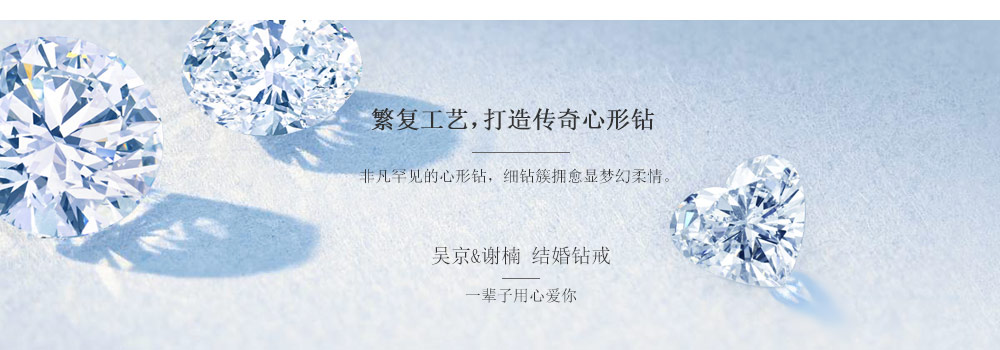 繁复工艺,打造传奇心形钻
非凡罕见的心形钻，细钻簇拥愈显梦幻柔情。
吴京&谢楠 结婚钻戒
一辈子用心爱你